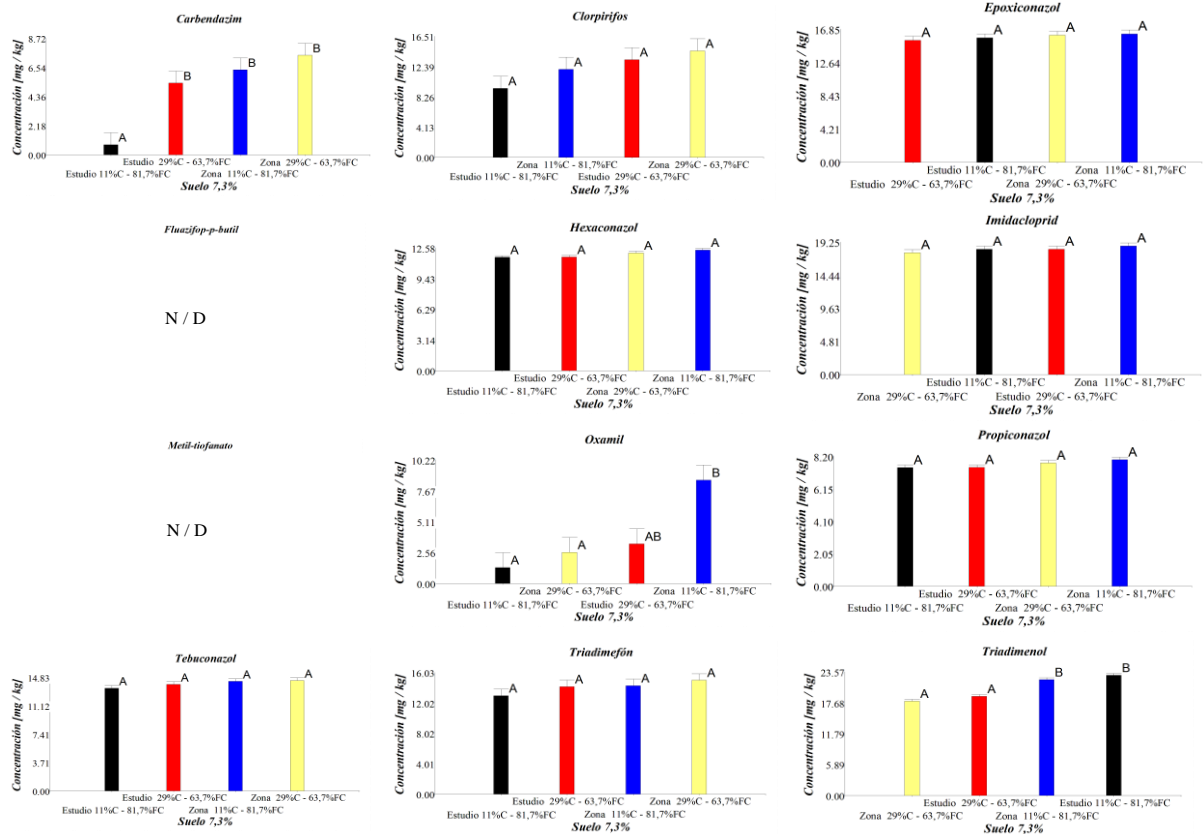 Carbendazim
Concentración [mg / kg]
8.72
6.54
4.36
2.18
0.00
A
B
B
B
Estudio 29%C - 63,7%FC
Zona 29%C - 63,7%FC
Estudio 11%C - 81,7%FC
Zona 11%C - 81,7%FC
Suelo 7,3%
Clorpirifos
Concentración [mg / kg]
16.51
12.39
8.26
4.13
0.00
A
A
A
A
Zona 11%C - 81,7%FC
Zona 29%C - 63,7%FC
Estudio 11%C - 81,7%FC
Estudio 29%C - 63,7%FC
Suelo 7,3%
Epoxiconazol
Concentración [mg / kg]
16.85
12.64
8.43
4.21
0.00
A
A
A
A
Estudio 11%C - 81,7%FC
Zona 11%C - 81,7%FC
Estudio 29%C - 63,7%FC
Zona 29%C - 63,7%FC
Suelo 7,3%
Fluazifop-p-butil
N / D
Hexaconazol
Concentración [mg / kg]
12.58
9.43
6.29
3.14
0.00
A
A
A
A
Estudio 29%C - 63,7%FC
Zona 11%C - 81,7%FC
Estudio 11%C - 81,7%FC
Zona 29%C - 63,7%FC
Suelo 7,3%
Imidacloprid
Concentración [mg / kg]
19.25
14.44
9.63
4.81
0.00
A
A
A
A
Estudio 11%C - 81,7%FC
Zona 11%C - 81,7%FC
Zona 29%C - 63,7%FC
Estudio 29%C - 63,7%FC
Suelo 7,3%
Metil-tiofanato
N / D
Oxamil
Concentración [mg / kg]
10.22
7.67
5.11
2.56
0.00
A
A
AB
B
Zona 29%C - 63,7%FC
Zona 11%C - 81,7%FC
Estudio 11%C - 81,7%FC
Estudio 29%C - 63,7%FC
Suelo 7,3%
Propiconazol
Concentración [mg / kg]
8.20
6.15
4.10
2.05
0.00
A
A
A
A
Estudio 29%C - 63,7%FC
Zona 11%C - 81,7%FC
Estudio 11%C - 81,7%FC
Zona 29%C - 63,7%FC
Suelo 7,3%
Tebuconazol
Concentración [mg / kg]
14.83
11.12
7.41
3.71
0.00
A
A
A
A
Estudio 29%C - 63,7%FC
Zona 29%C - 63,7%FC
Estudio 11%C - 81,7%FC
Zona 11%C - 81,7%FC
Suelo 7,3%
Triadimefón
Concentración [mg / kg]
16.03
12.02
8.02
4.01
0.00
A
A
A
A
Estudio 29%C - 63,7%FC
Zona 29%C - 63,7%FC
Estudio 11%C - 81,7%FC
Zona 11%C - 81,7%FC
Suelo 7,3%
Triadimenol
Concentración [mg / kg]
23.57
17.68
11.79
5.89
0.00
A
A
B
B
Estudio 29%C - 63,7%FC
Estudio 11%C - 81,7%FC
Zona 29%C - 63,7%FC
Zona 11%C - 81,7%FC
Suelo 7,3%